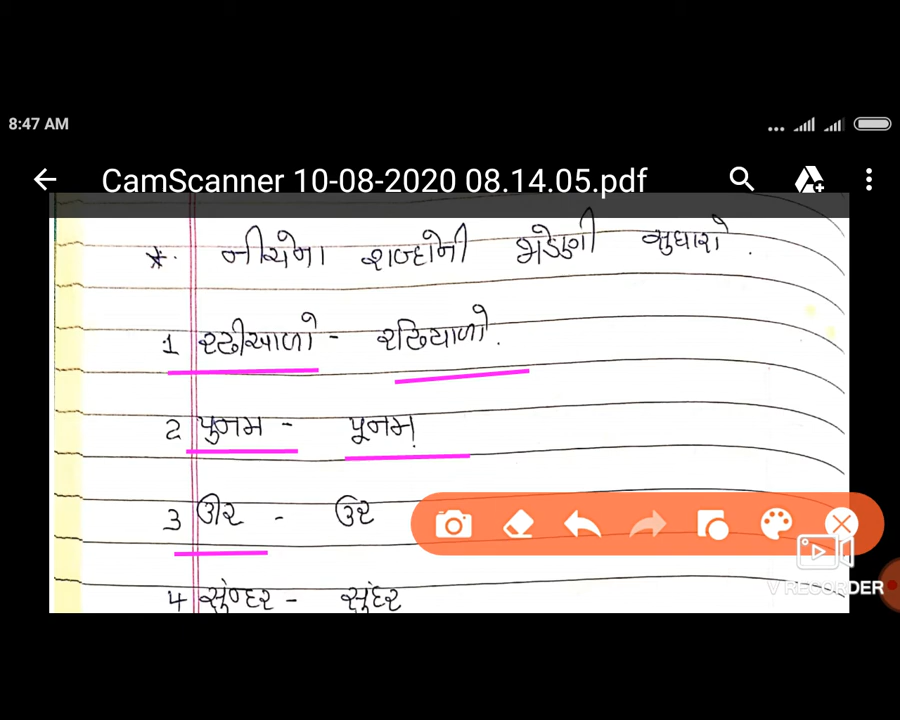 8:47 AM
CamScanner 10-08-2020 08.14.05.pdf
* નીચેના શબ્દોની જોડણી સુધારો.
1 રઢીઆળો - રઢિયાળો.
2 પુનમ - પૂનમ.
3 ઊર - ઉર
4 સુંન્દર - સુંદર
V RECORDER